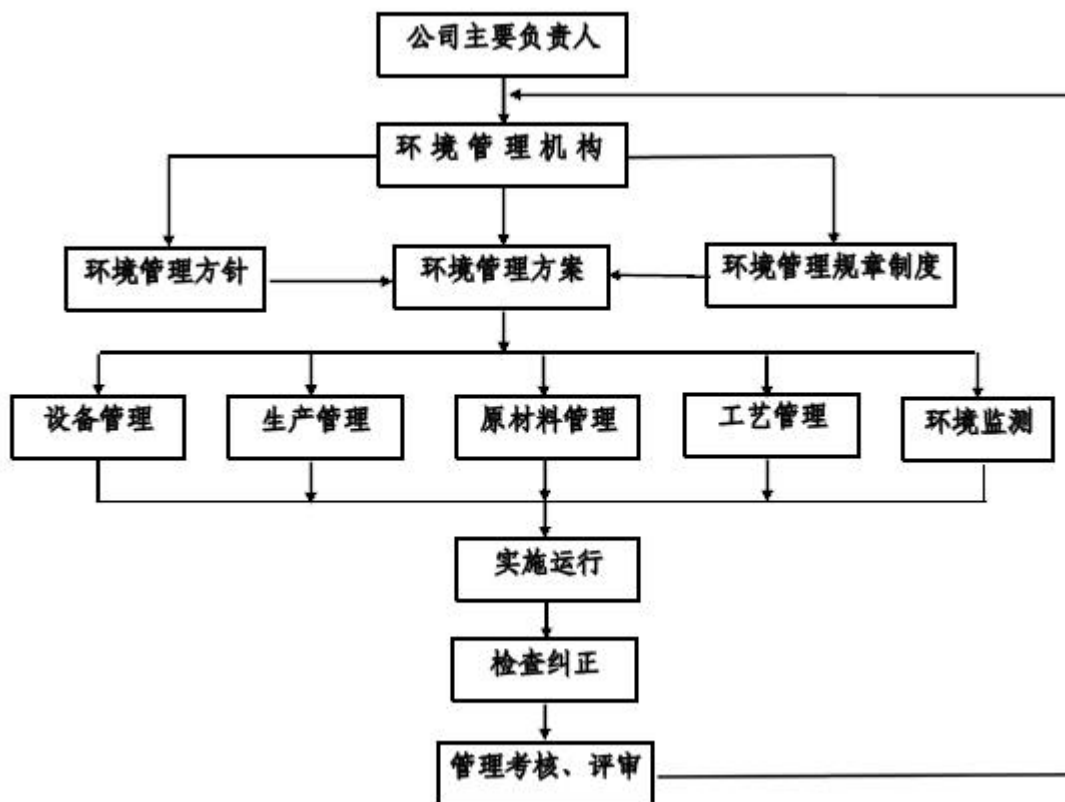 公司主要负责人
环境管理机构
环境管理方针
环境管理方案
环境管理规章制度
设备管理
生产管理
原材料管理
工艺管理
环境监测
实施运行
检查纠正
管理考核、评审